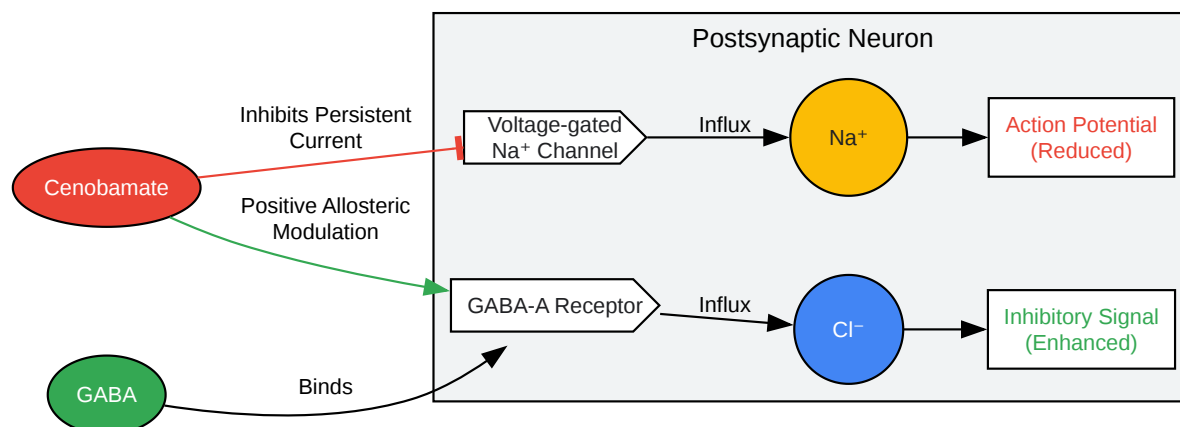 Postsynaptic Neuron
Inhibits Persistent
Current
Voltage-gated
Na⁺ Channel
Influx
Na⁺
Action Potential
(Reduced)
Cenobamate
Positive Allosteric
Modulation
GABA-A Receptor
Influx
Cl⁻
Inhibitory Signal
(Enhanced)
GABA
Binds